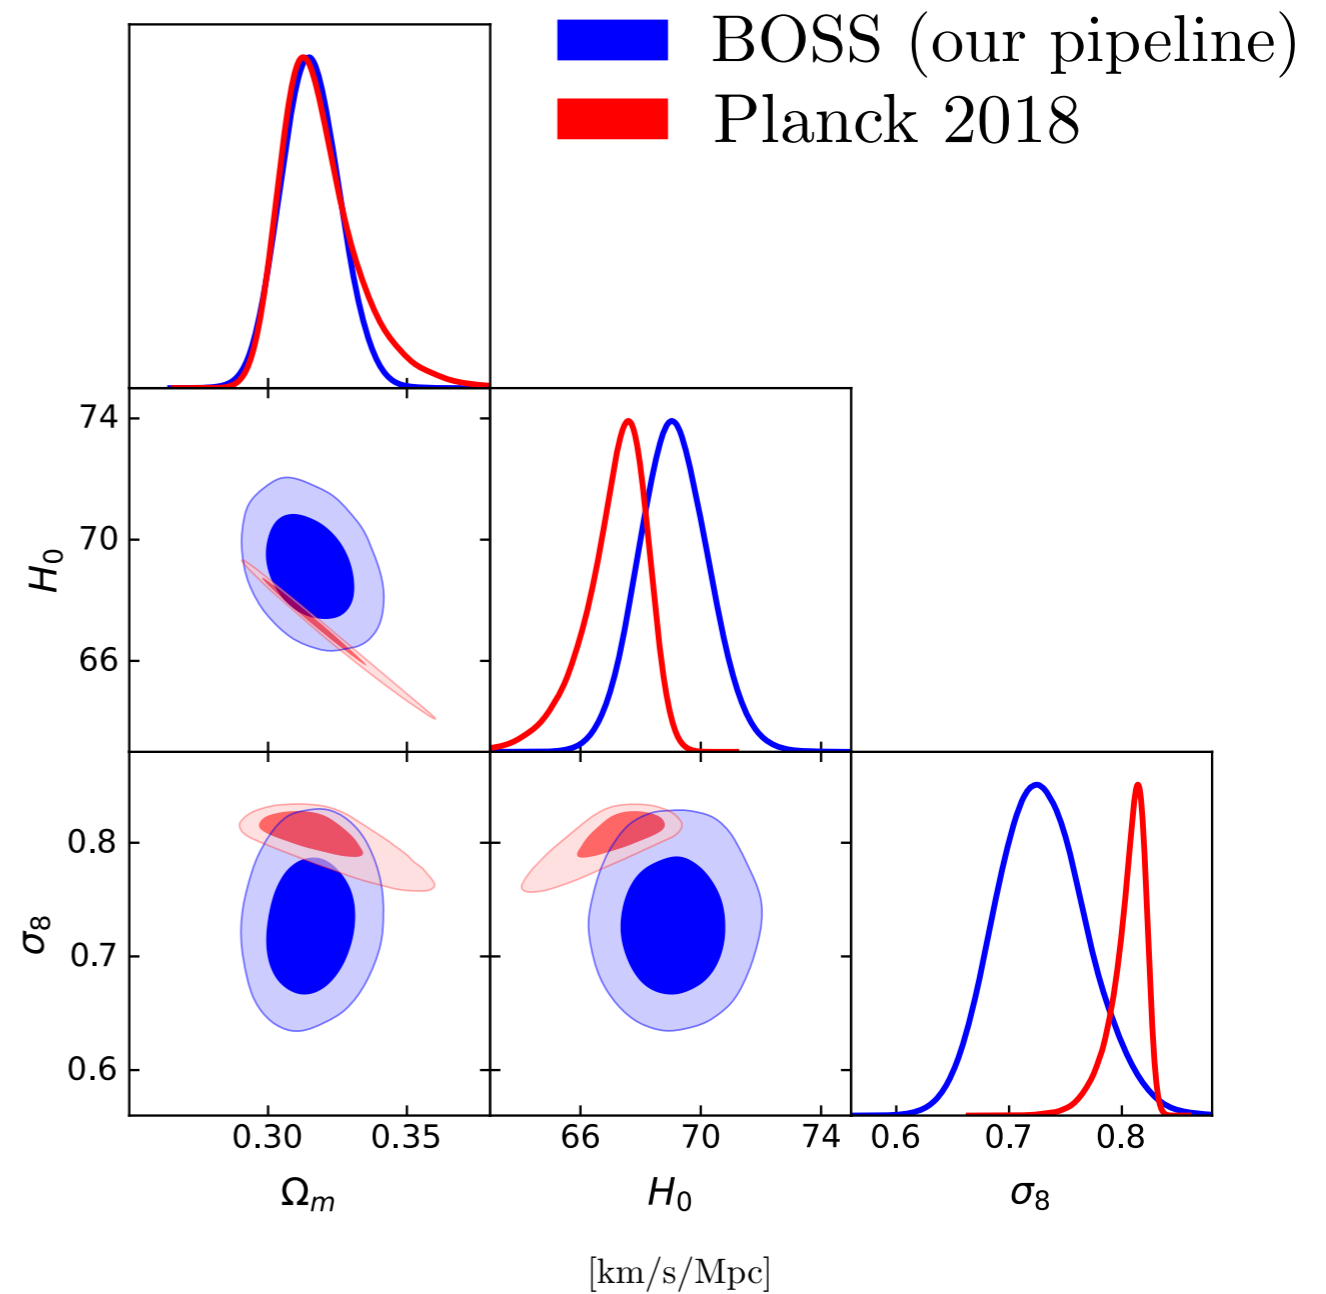 BOSS (our pipeline)
Planck 2018
74
70
66
H₀
0.8
0.7
0.6
σ₈
0.30 0.35 66 70 74 0.6 0.7 0.8
Ωₘ H₀ σ₈
[km/s/Mpc]